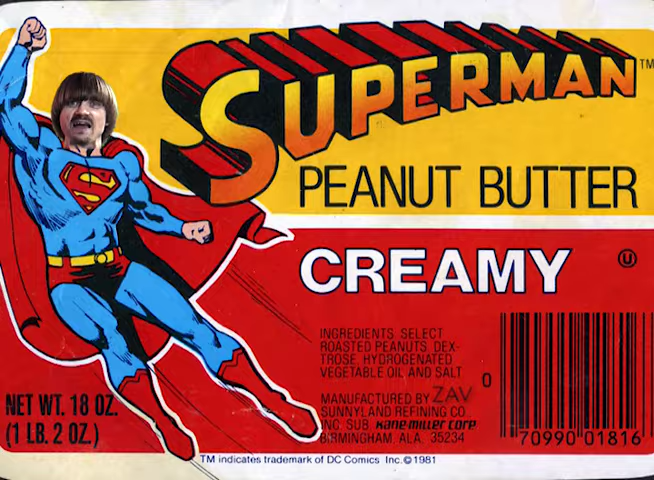 SUPERMAN TM
PEANUT BUTTER
CREAMY U
INGREDIENTS: SELECT
ROASTED PEANUTS, DEX-
TROSE, HYDROGENATED
VEGETABLE OIL AND SALT
MANUFACTURED BY ZAV
SUNNYLAND REFINING CO.
INC. SUB. Kane-miller corp.
BIRMINGHAM, ALA. 35234
0 70990 01816
NET WT. 18 OZ.
(1 LB. 2 OZ.)
TM indicates trademark of DC Comics Inc. © 1981
S